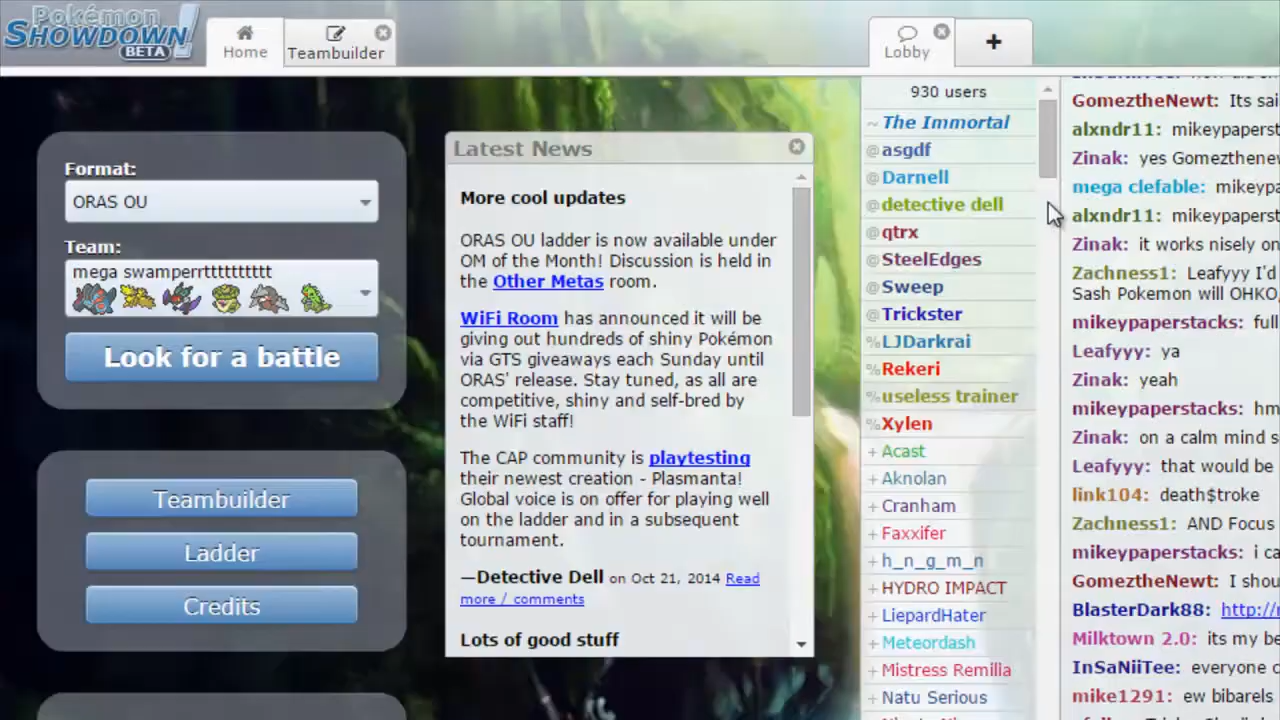 Pokémon
SHOWDOWN!
BETA
Home
Teambuilder
Lobby
+
Format:
ORAS OU
Team:
mega swamperrtttttttttt
Look for a battle
Teambuilder
Ladder
Credits
Latest News
More cool updates
ORAS OU ladder is now available under
OM of the Month! Discussion is held in
the Other Metas room.
WiFi Room has announced it will be
giving out hundreds of shiny Pokémon
via GTS giveaways each Sunday until
ORAS' release. Stay tuned, as all are
competitive, shiny and self-bred by
the WiFi staff!
The CAP community is playtesting
their newest creation - Plasmanta!
Global voice is on offer for playing well
on the ladder and in a subsequent
tournament.
—Detective Dell on Oct 21, 2014 Read
more / comments
Lots of good stuff
930 users
~ The Immortal
@asgdf
@Darnell
@detective dell
@qtrx
@SteelEdges
@Sweep
@Trickster
%LJDarkrai
%Rekeri
%useless trainer
%Xylen
+Acast
+Aknolan
+Cranham
+Faxxifer
+h_n_g_m_n
+HYDRO IMPACT
+LiepardHater
+Meteordash
+Mistress Remilla
+Natu Serious
GomeztheNewt: Its sai
alxndr11: mikeypaperst
Zinak: yes Gomezthenew
mega clefable: mikeypa
alxndr11: mikeypaperst
Zinak: it works nisely on
Zachness1: Leafyyy I'd
Sash Pokemon will OHKO,
mikeypaperstacks: full
Leafyyy: ya
Zinak: yeah
mikeypaperstacks: hm
Zinak: on a calm mind s
Leafyyy: that would be
link104: death$troke
Zachness1: AND Focus
mikeypaperstacks: i ca
GomeztheNewt: I shou
BlasterDark88: http://r
Milktown 2.0: its my be
InSaNiiTee: everyone c
mike1291: ew bibarels